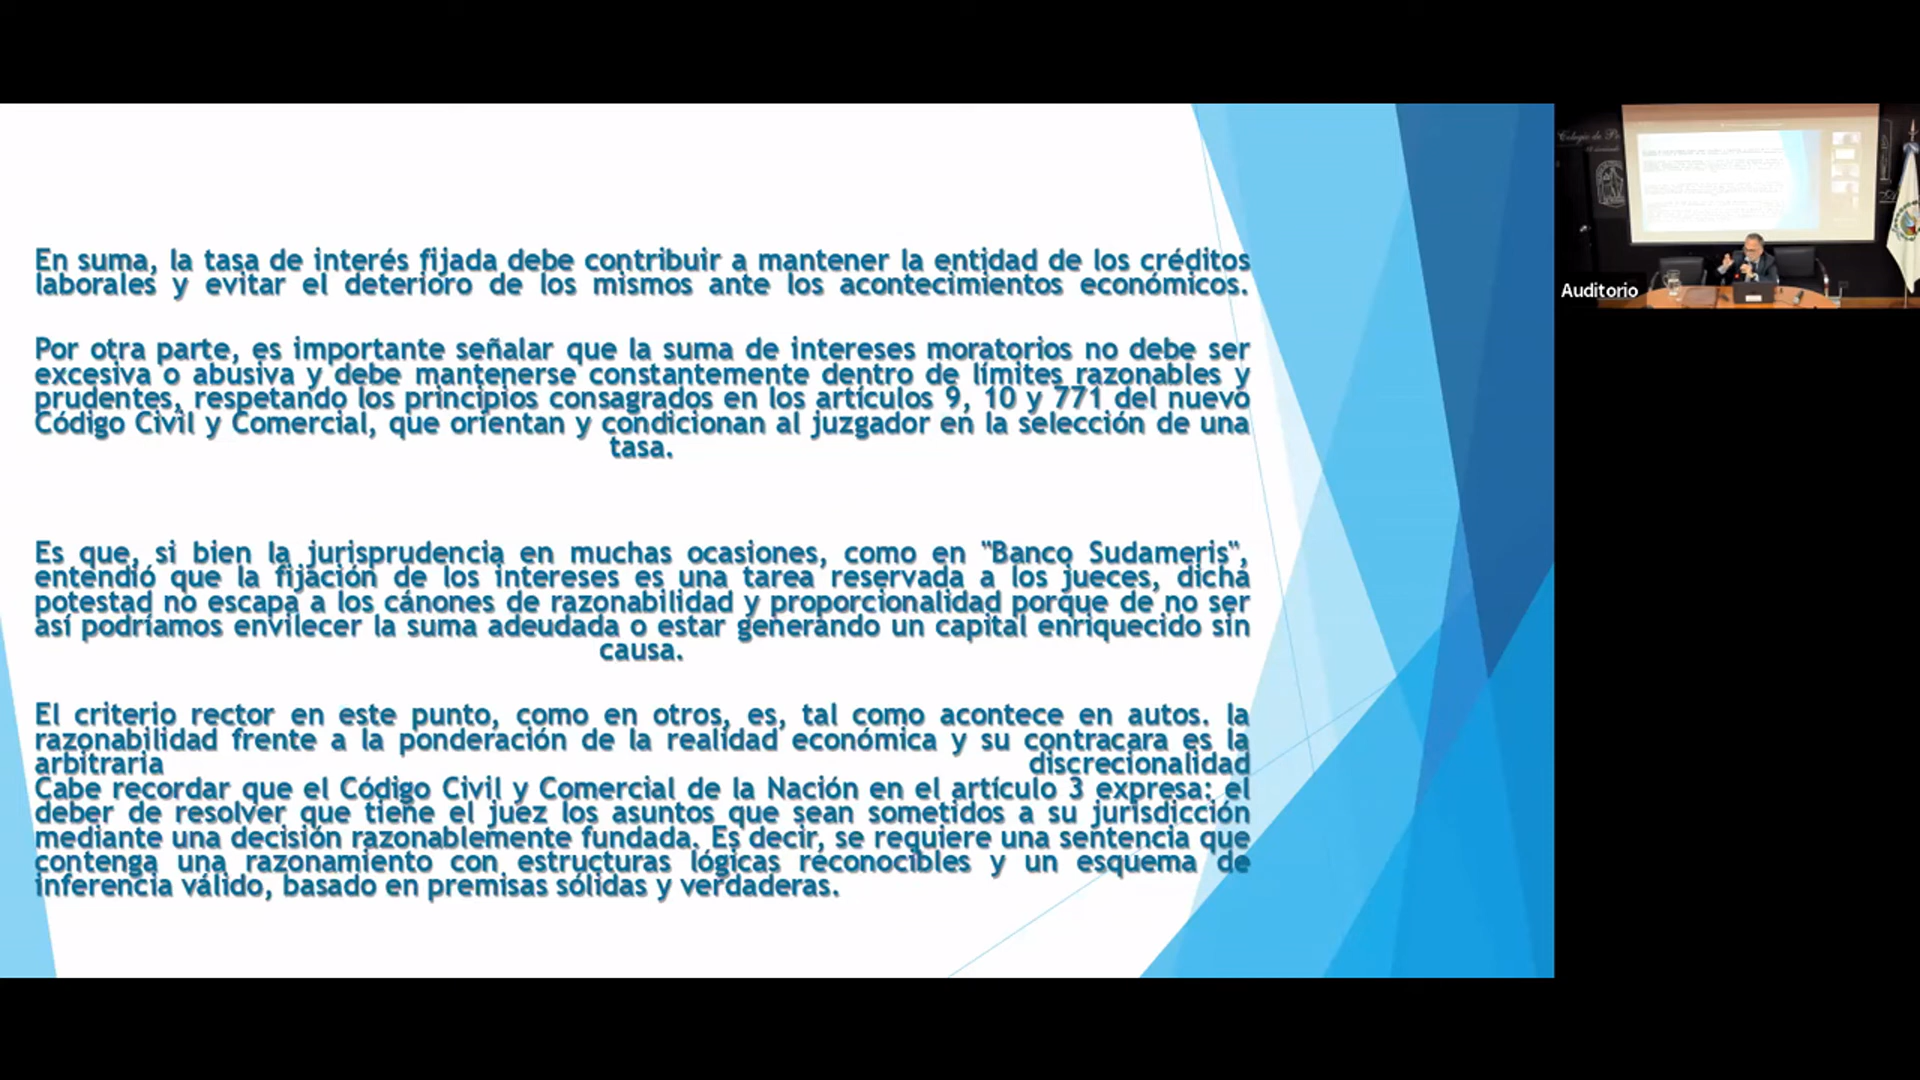 En suma, la tasa de interés fijada debe contribuir a mantener la entidad de los créditos
laborales y evitar el deterioro de los mismos ante los acontecimientos económicos.
Por otra parte, es importante señalar que la suma de intereses moratorios no debe ser
excesiva o abusiva y debe mantenerse constantemente dentro de límites razonables y
prudentes, respetando los principios consagrados en los artículos 9, 10 y 771 del nuevo
Código Civil y Comercial, que orientan y condicionan al juzgador en la selección de una
tasa.
Es que, si bien la jurisprudencia en muchas ocasiones, como en "Banco Sudameris",
entendió que la fijación de los intereses es una tarea reservada a los jueces, dicha
potestad no escapa a los cánones de razonabilidad y proporcionalidad porque de no ser
así podríamos envilecer la suma adeudada o estar generando un capital enriquecido sin
causa.
El criterio rector en este punto, como en otros, es, tal como acontece en autos. la
razonabilidad frente a la ponderación de la realidad económica y su contracara es la
arbitraria discrecionalidad
Cabe recordar que el Código Civil y Comercial de la Nación en el artículo 3 expresa: el
deber de resolver que tiene el juez los asuntos que sean sometidos a su jurisdicción
mediante una decisión razonablemente fundada. Es decir, se requiere una sentencia que
contenga una razonamiento con estructuras lógicas reconocibles y un esquema de
inferencia válido, basado en premisas sólidas y verdaderas.
Colegio de
Auditorio